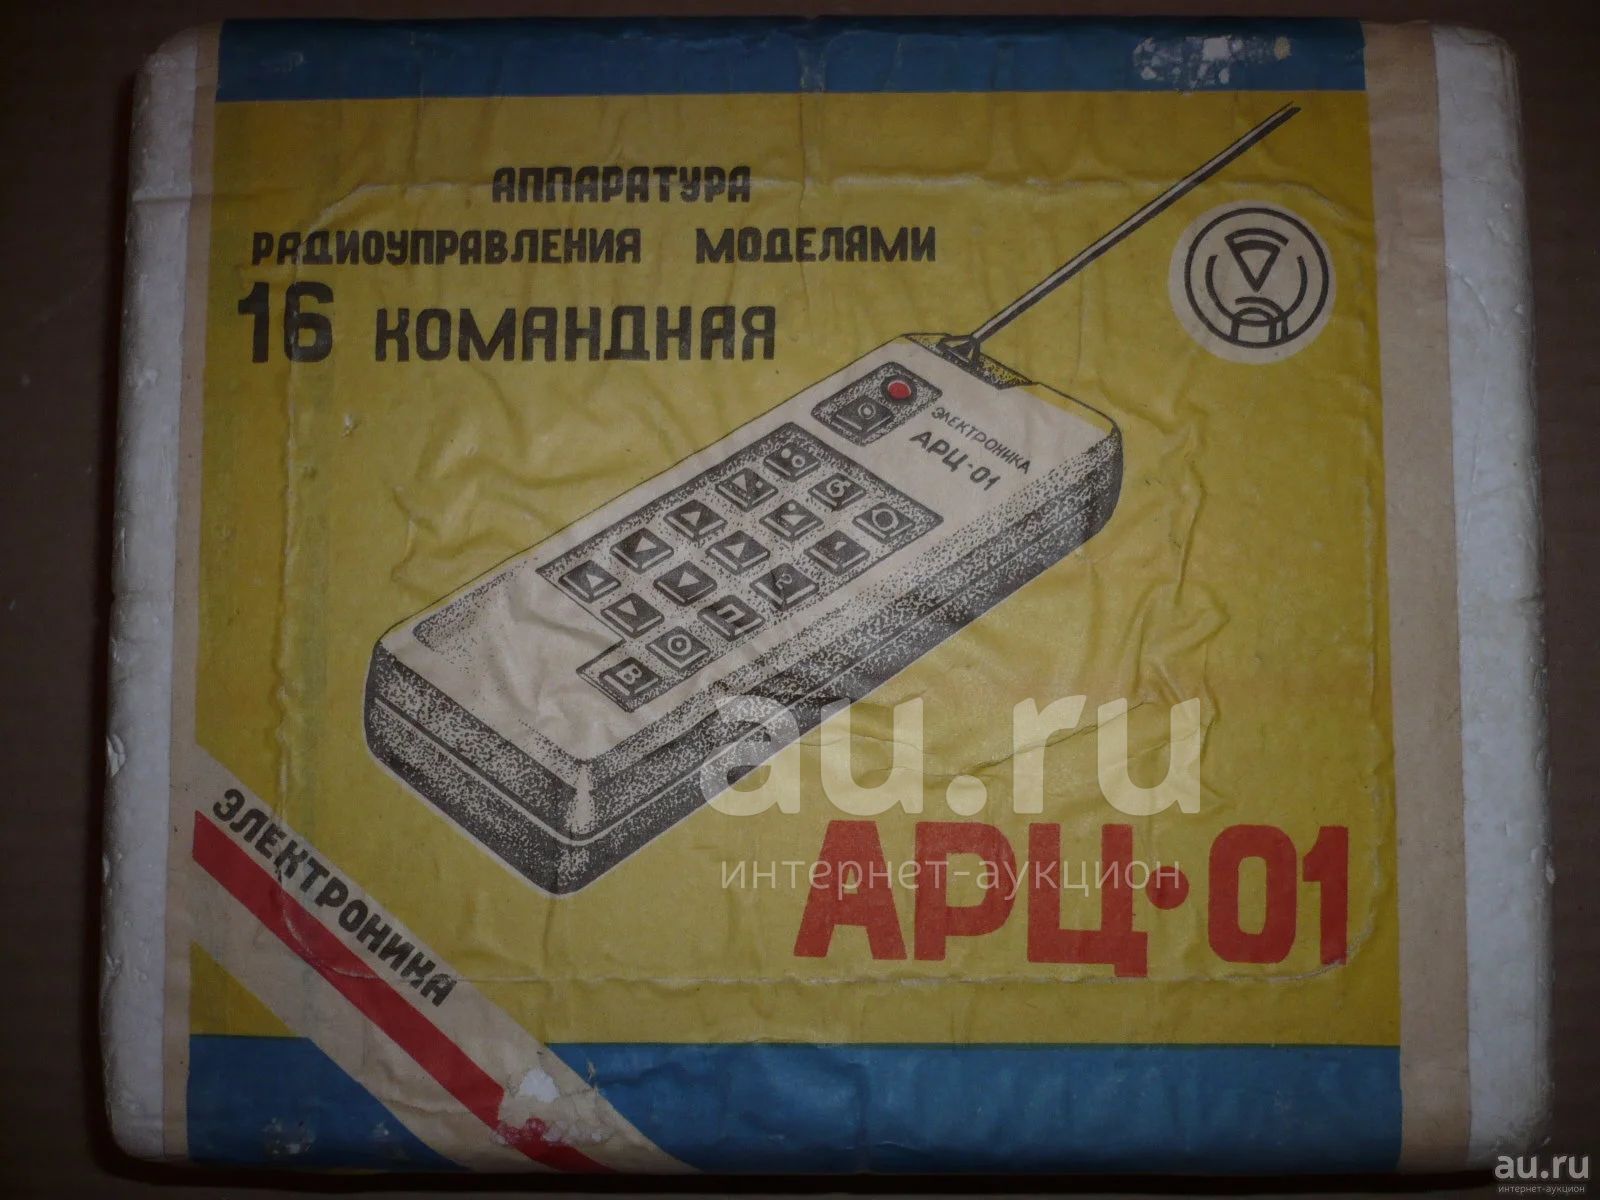 АППАРАТУРА
РАДИОУПРАВЛЕНИЯ МОДЕЛЯМИ
16 КОМАНДНАЯ
ЭЛЕКТРОНИКА
АРЦ·01
В
au.ru
интернет-аукцион
АРЦ·01
ЭЛЕКТРОНИКА
au.ru
интернет-аукцион